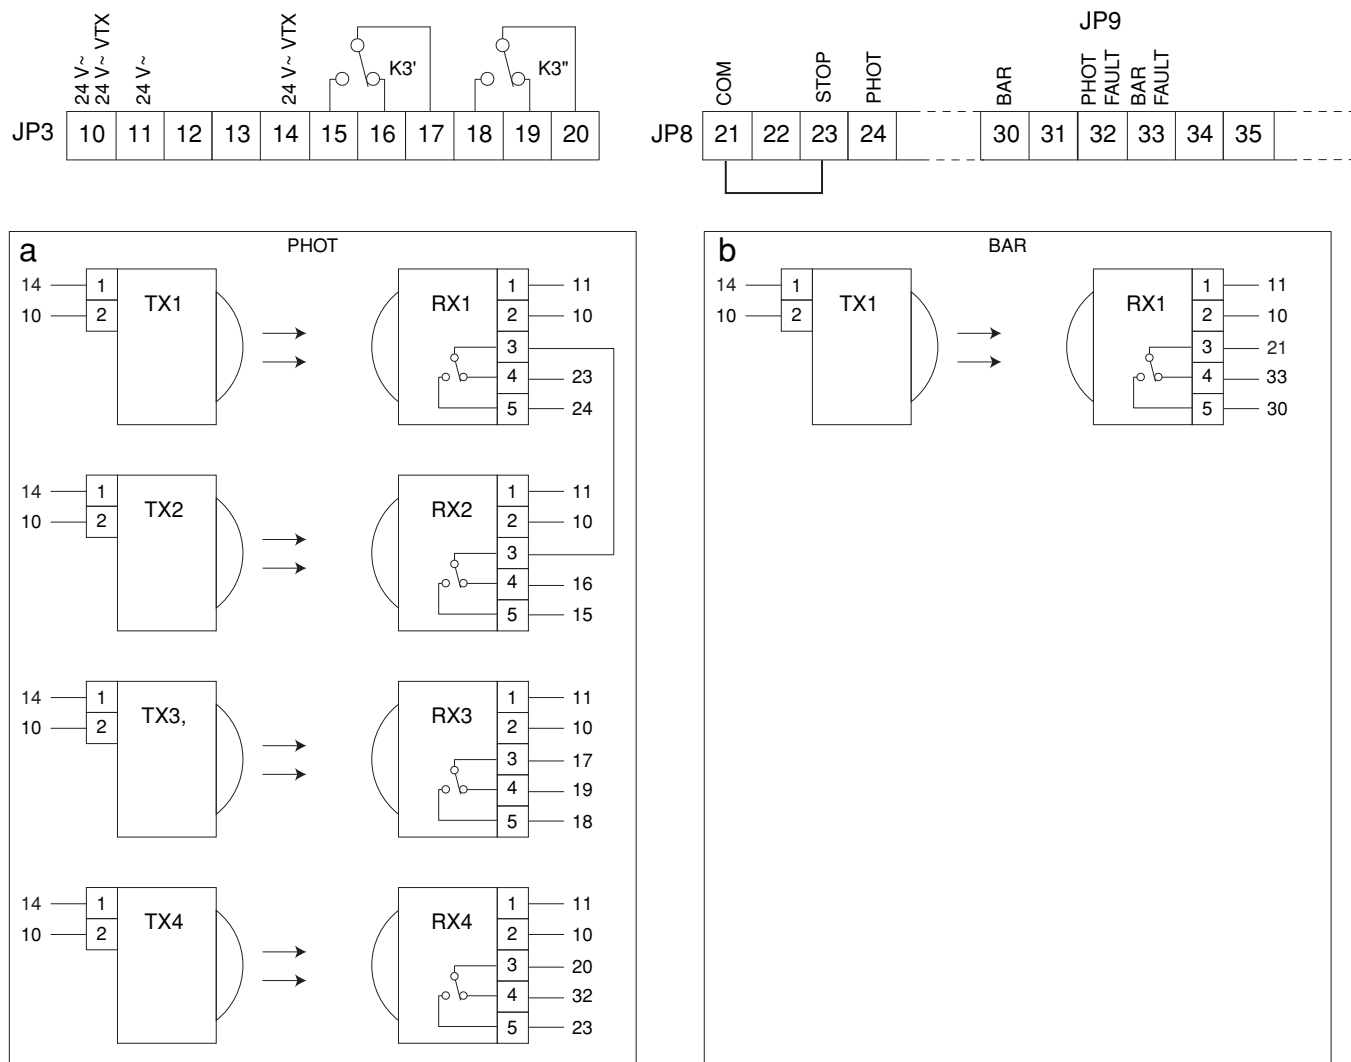 JP9
24 V~
24 V~ VTX
24 V~
24 V~ VTX
K3'
K3"
COM
STOP
PHOT
BAR
PHOT
FAULT
BAR
FAULT
JP3 10 11 12 13 14 15 16 17 18 19 20
JP8 21 22 23 24 30 31 32 33 34 35
a PHOT
14 1 TX1 RX1 1 11
10 2 2 10
3
4 23
5 24
14 1 TX2 RX2 1 11
10 2 2 10
3
4 16
5 15
14 1 TX3, RX3 1 11
10 2 2 10
3 17
4 19
5 18
14 1 TX4 RX4 1 11
10 2 2 10
3 20
4 32
5 23
b BAR
14 1 TX1 RX1 1 11
10 2 2 10
3 21
4 33
5 30